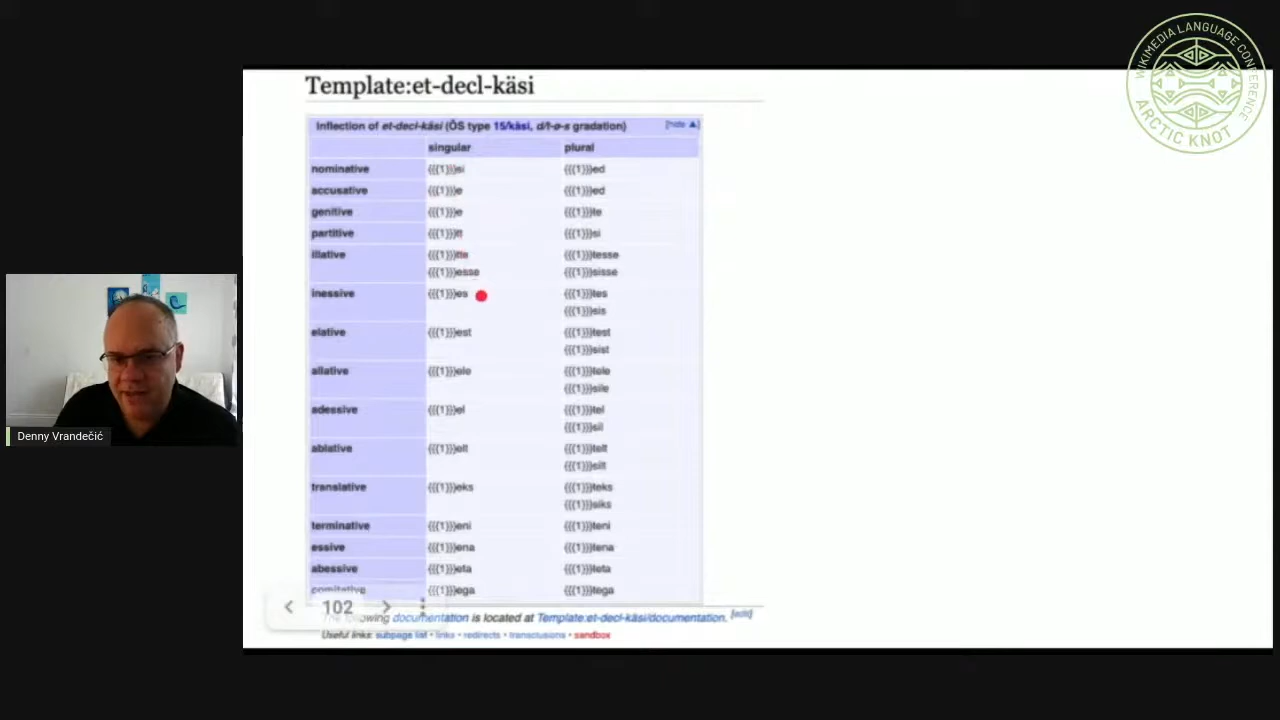 WIKIMEDIA LANGUAGE CONFERENCE
ARCTIC KNOT
Template:et-decl-käsi
Inflection of et-decl-käsi (ÕS type 15/käsi, d/t-ø-s gradation) [hide ▲]
singular plural
nominative {{{1}}}si {{{1}}}ed
accusative {{{1}}}e {{{1}}}ed
genitive {{{1}}}e {{{1}}}te
partitive {{{1}}}tt {{{1}}}si
illative {{{1}}}tte {{{1}}}tesse
{{{1}}}esse {{{1}}}sisse
inessive {{{1}}}es {{{1}}}tes
{{{1}}}sis
elative {{{1}}}est {{{1}}}test
{{{1}}}sist
allative {{{1}}}ele {{{1}}}tele
{{{1}}}sile
adessive {{{1}}}el {{{1}}}tel
{{{1}}}sil
ablative {{{1}}}elt {{{1}}}telt
{{{1}}}silt
translative {{{1}}}eks {{{1}}}teks
{{{1}}}siks
terminative {{{1}}}eni {{{1}}}teni
essive {{{1}}}ena {{{1}}}tena
abessive {{{1}}}eta {{{1}}}teta
comitative {{{1}}}ega {{{1}}}tega
102
following documentation is located at Template:et-decl-käsi/documentation. [edit]
Useful links: subpage list • links • redirects • transclusions • sandbox
Denny Vrandečić